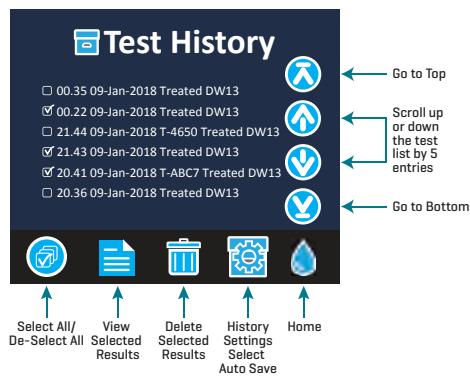 Test History
00.35 09-Jan-2018 Treated DW13
00.22 09-Jan-2018 Treated DW13
21.44 09-Jan-2018 T-4650 Treated DW13
21.43 09-Jan-2018 Treated DW13
20.41 09-Jan-2018 T-ABC7 Treated DW13
20.36 09-Jan-2018 Treated DW13
Go to Top
Scroll up
or down
the test
list by 5
entries
Go to Bottom
Select All/
De-Select All
View
Selected
Results
Delete
Selected
Results
History
Settings
Select
Auto Save
Home